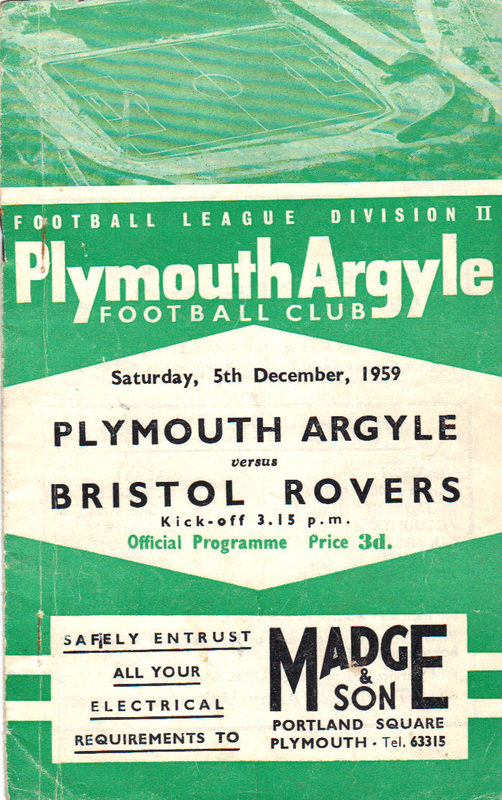 FOOTBALL LEAGUE DIVISION II
Plymouth Argyle
FOOTBALL CLUB
Saturday, 5th December, 1959
PLYMOUTH ARGYLE
versus
BRISTOL ROVERS
Kick-off 3.15 p.m.
Official Programme Price 3d.
SAFELY ENTRUST
ALL YOUR
ELECTRICAL
REQUIREMENTS TO
MADGE
& SON
PORTLAND SQUARE
PLYMOUTH - Tel. 63315